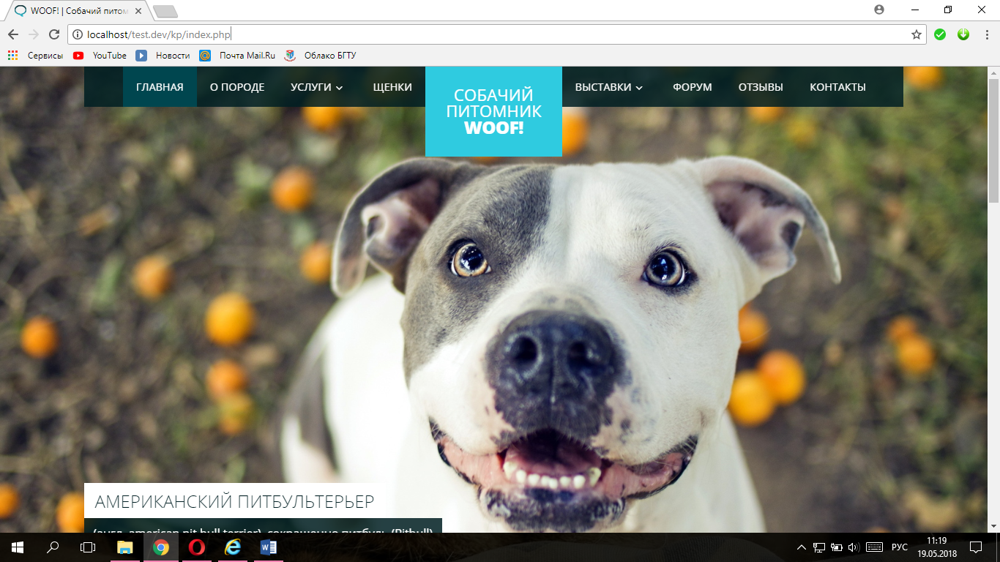 WOOF! | Собачий питом
localhost/test.dev/kp/index.php
Сервисы YouTube Новости Почта Mail.Ru Облако БГТУ
ГЛАВНАЯ О ПОРОДЕ УСЛУГИ ЩЕНКИ
СОБАЧИЙ
ПИТОМНИК
WOOF!
ВЫСТАВКИ ФОРУМ ОТЗЫВЫ КОНТАКТЫ
АМЕРИКАНСКИЙ ПИТБУЛЬТЕРЬЕР
(англ. american pit bull terrier), сокращенно питбуль (Pitbull)
РУС
11:19
19.05.2018